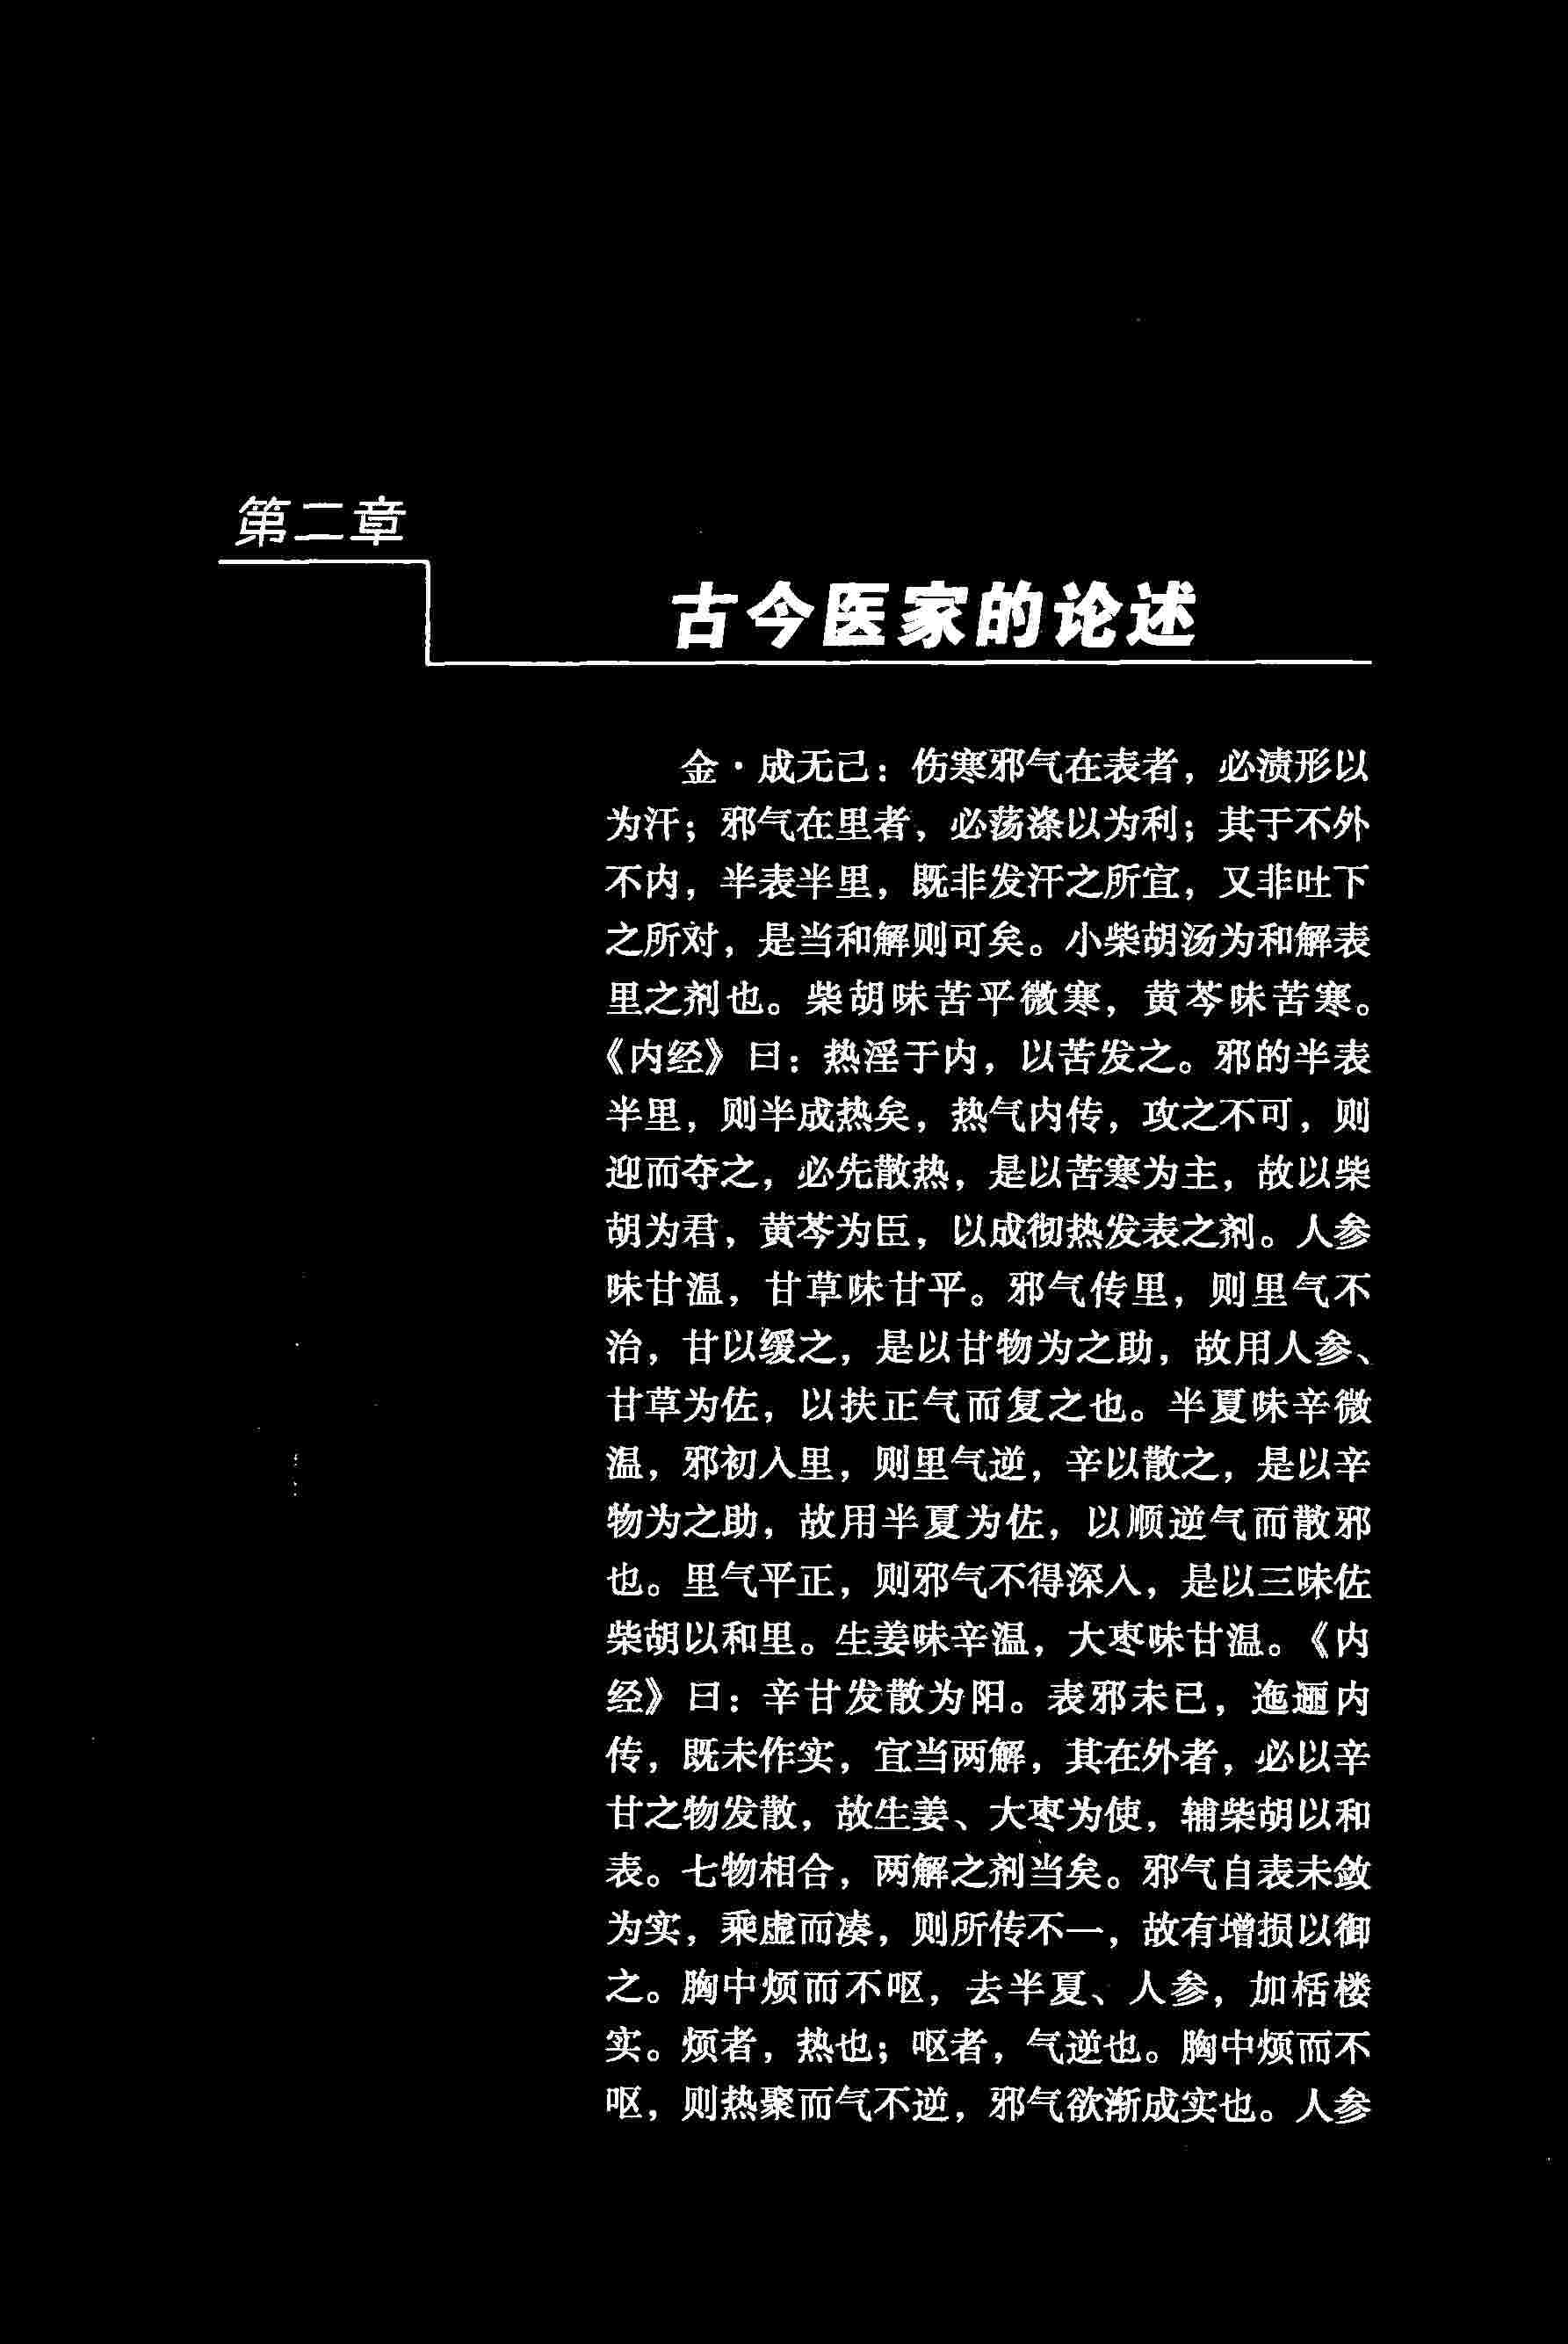 第二章
古今医家的论述
金·成无己：伤寒邪气在表者，必渍形以
为汗；邪气在里者，必荡涤以为利；其于不外
不内，半表半里，既非发汗之所宜，又非吐下
之所对，是当和解则可矣。小柴胡汤为和解表
里之剂也。柴胡味苦平微寒，黄芩味苦寒。
《内经》曰：热淫于内，以苦发之。邪的半表
半里，则半成热矣，热气内传，攻之不可，则
迎而夺之，必先散热，是以苦寒为主，故以柴
胡为君，黄芩为臣，以成彻热发表之剂。人参
味甘温，甘草味甘平。邪气传里，则里气不
治，甘以缓之，是以甘物为之助，故用人参、
甘草为佐，以扶正气而复之也。半夏味辛微
温，邪初入里，则里气逆，辛以散之，是以辛
物为之助，故用半夏为佐，以顺逆气而散邪
也。里气平正，则邪气不得深入，是以三味佐
柴胡以和里。生姜味辛温，大枣味甘温。《内
经》曰：辛甘发散为阳。表邪未已，迤逦内
传，既未作实，宜当两解，其在外者，必以辛
甘之物发散，故生姜、大枣为使，辅柴胡以和
表。七物相合，两解之剂当矣。邪气自表未敛
为实，乘虚而凑，则所传不一，故有增损以御
之。胸中烦而不呕，去半夏、人参，加栝楼
实。烦者，热也；呕者，气逆也。胸中烦而不
呕，则热聚而气不逆，邪气欲渐成实也。人参